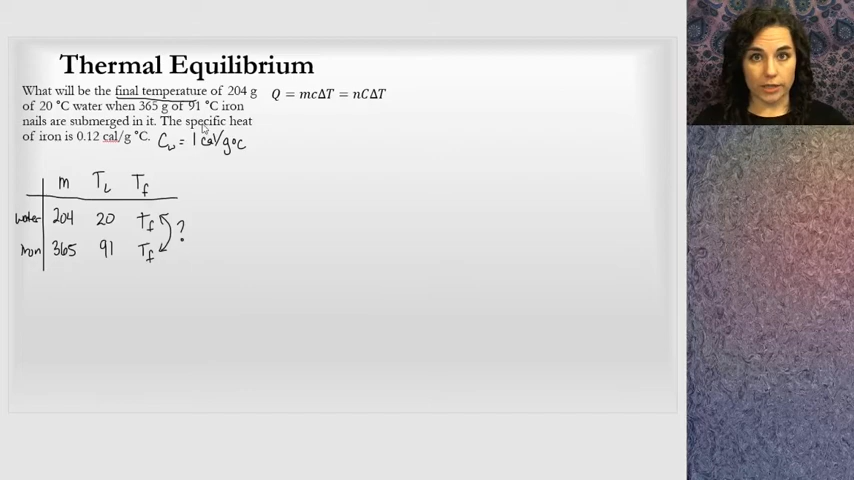 Thermal Equilibrium
What will be the final temperature of 204 g
of 20 °C water when 365 g of 91 °C iron
nails are submerged in it. The specific heat
of iron is 0.12 cal/g °C.
Q = mcΔT = nCΔT
Cw = 1 cal/g°C
m Ti Tf
water 204 20 Tf
?
Iron 365 91 Tf